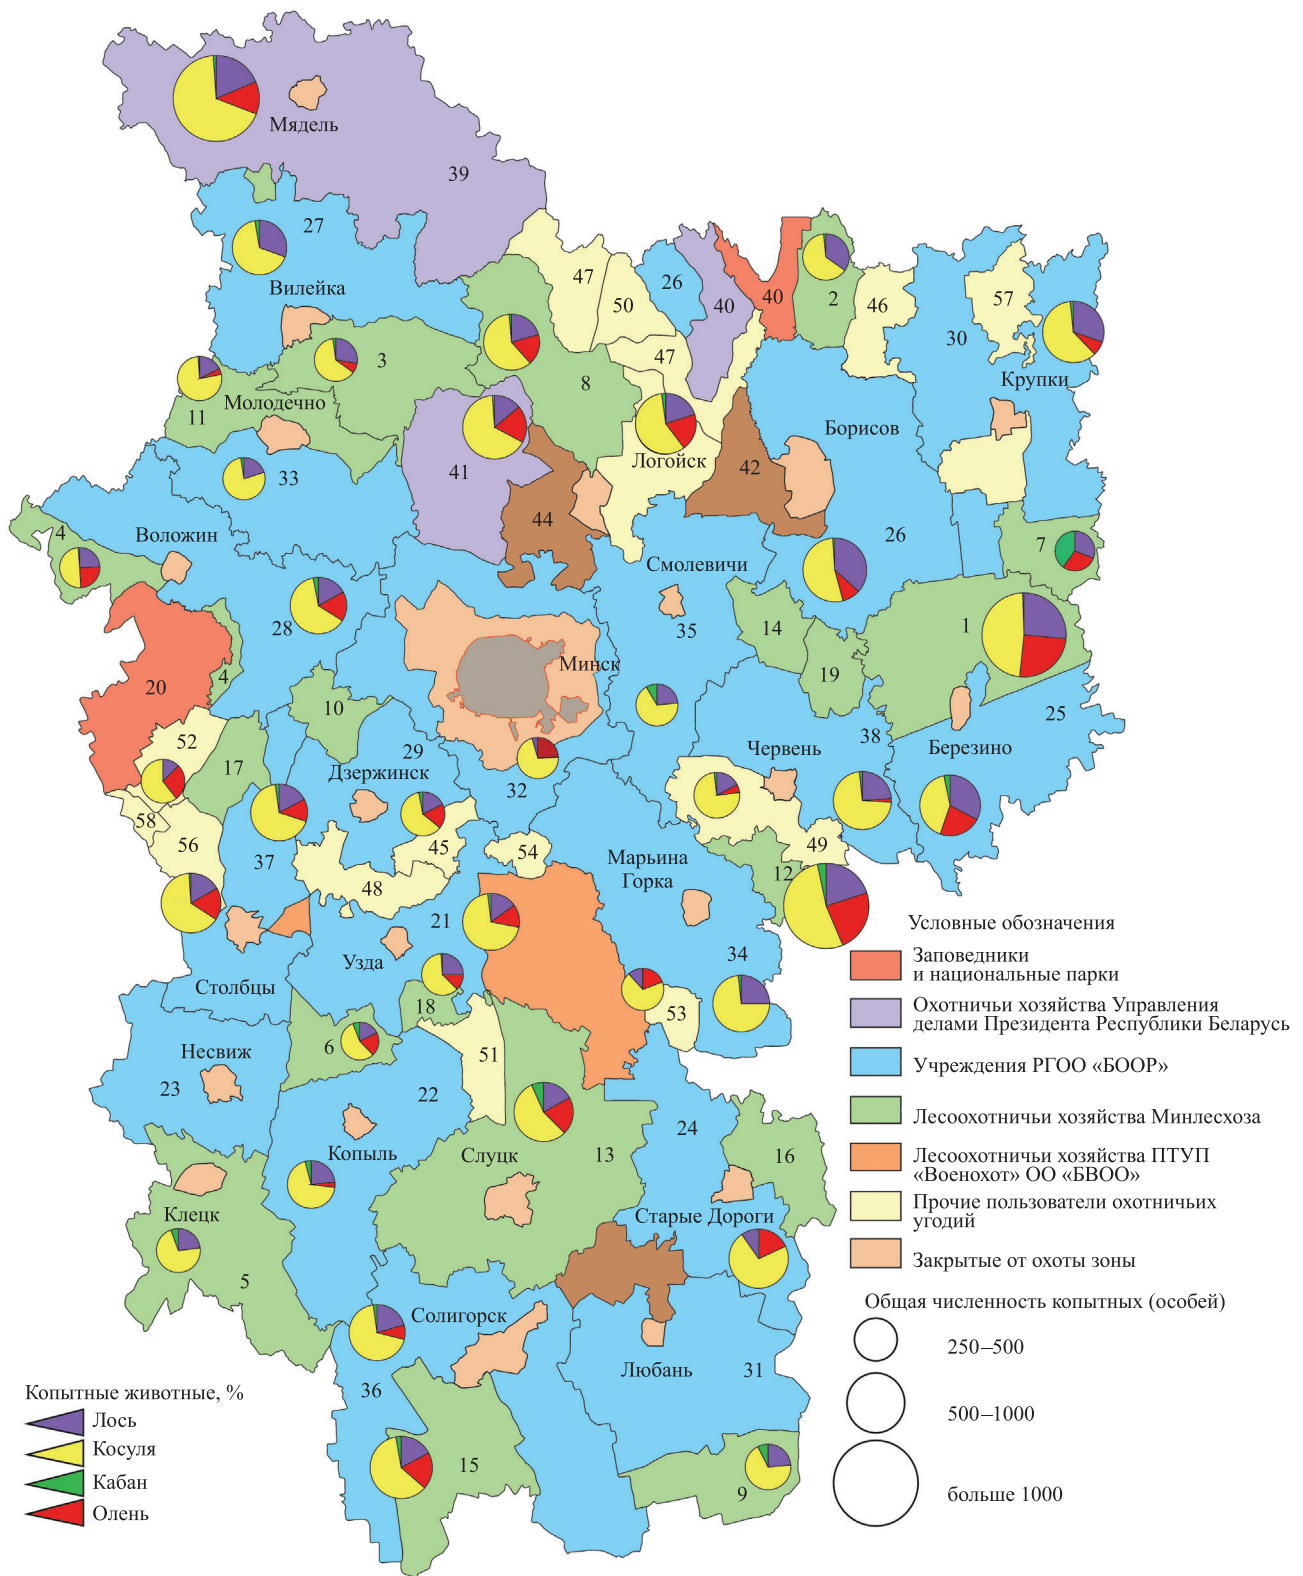 Мядель
39
27
Вилейка
47
50
26
40
40
2
46
57
30
47
3
8
Крупки
11
Молодечно
Борисов
Логойск
41
42
33
44
Воложин
4
26
7
Смолевичи
28
35
14
1
Минск
19
4
20
10
25
52
29
38
Червень
Березино
17
Дзержинск
32
58
56
45
54
49
37
48
Марьина
Горка
12
21
34
Узда
Столбцы
18
53
6
51
Несвиж
23
22
24
Копыль
Слуцк
13
16
Клецк
Старые Дороги
5
Солигорск
Любань
31
36
15
9
Условные обозначения
Заповедники
и национальные парки
Охотничьи хозяйства Управления
делами Президента Республики Беларусь
Учреждения РГОО «БООР»
Лесоохотничьи хозяйства Минлесхоза
Лесоохотничьи хозяйства ПТУП
«Военохот» ОО «БВОО»
Прочие пользователи охотничьих
угодий
Закрытые от охоты зоны
Общая численность копытных (особей)
250–500
500–1000
больше 1000
Копытные животные, %
Лось
Косуля
Кабан
Олень